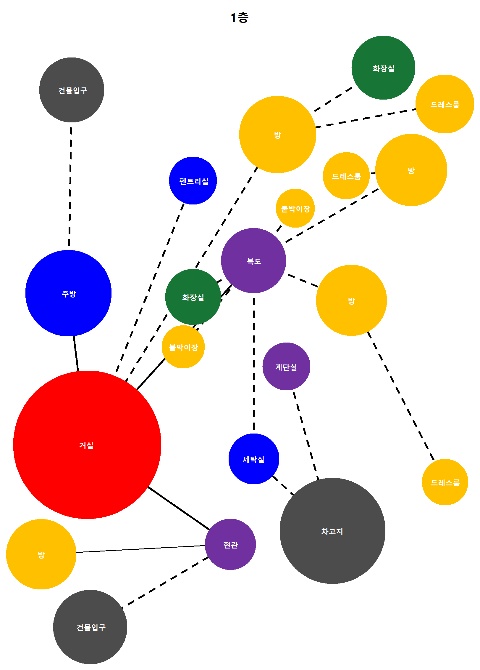 1층
화장실
건물입구
드레스룸
방
방
드레스룸
팬트리실
붙박이장
복도
주방
화장실
방
붙박이장
계단실
거실
세탁실
드레스룸
차고지
현관
방
건물입구